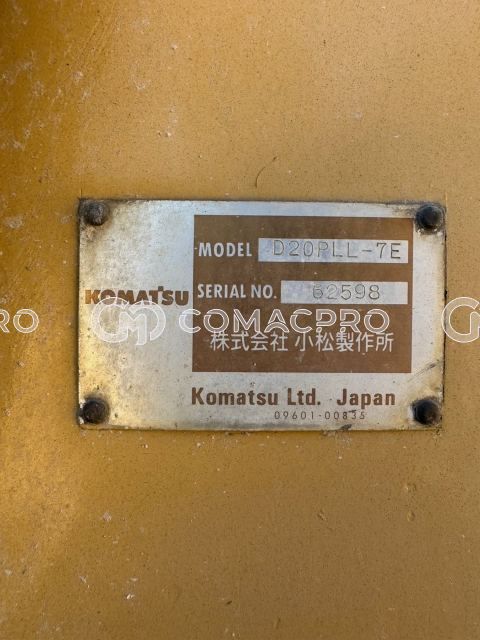 MODEL D20PLL-7E
KOMATSU SERIAL NO. 62598
COMACPRO
株式会社 小松製作所
Komatsu Ltd. Japan
09601-00835